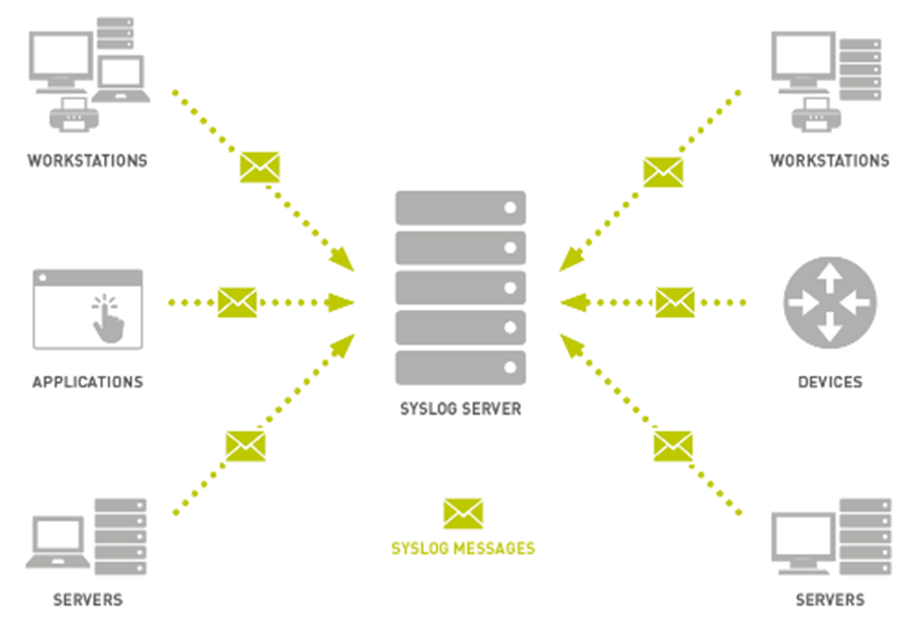 WORKSTATIONS
WORKSTATIONS
APPLICATIONS
DEVICES
SYSLOG SERVER
SYSLOG MESSAGES
SERVERS
SERVERS